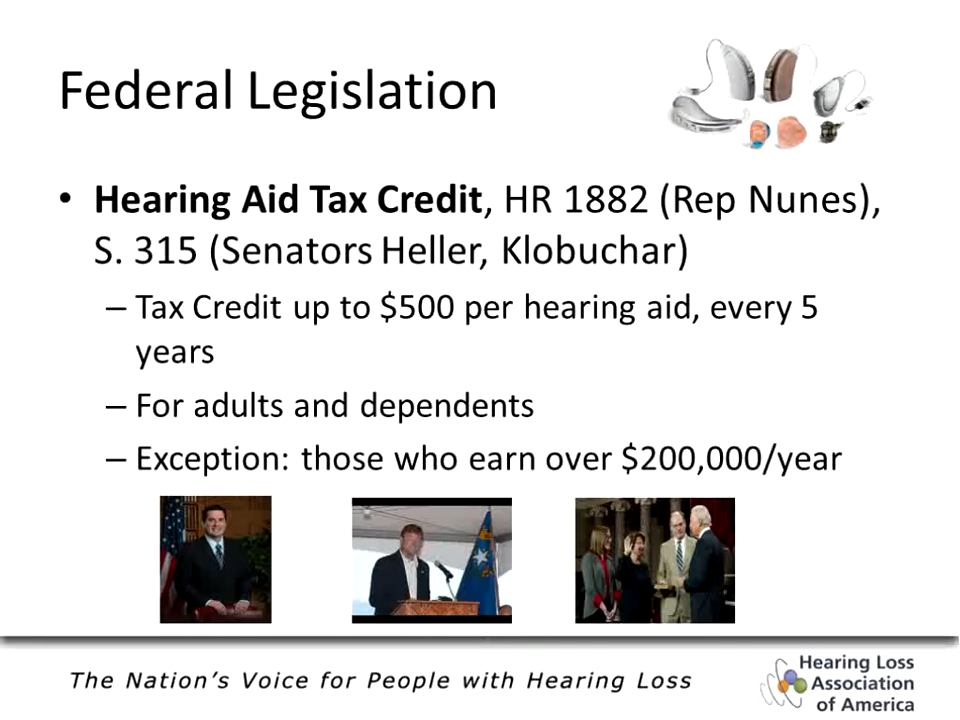 Federal Legislation
• Hearing Aid Tax Credit, HR 1882 (Rep Nunes),
S. 315 (Senators Heller, Klobuchar)
– Tax Credit up to $500 per hearing aid, every 5
years
– For adults and dependents
– Exception: those who earn over $200,000/year
The Nation's Voice for People with Hearing Loss
Hearing Loss
Association
of America